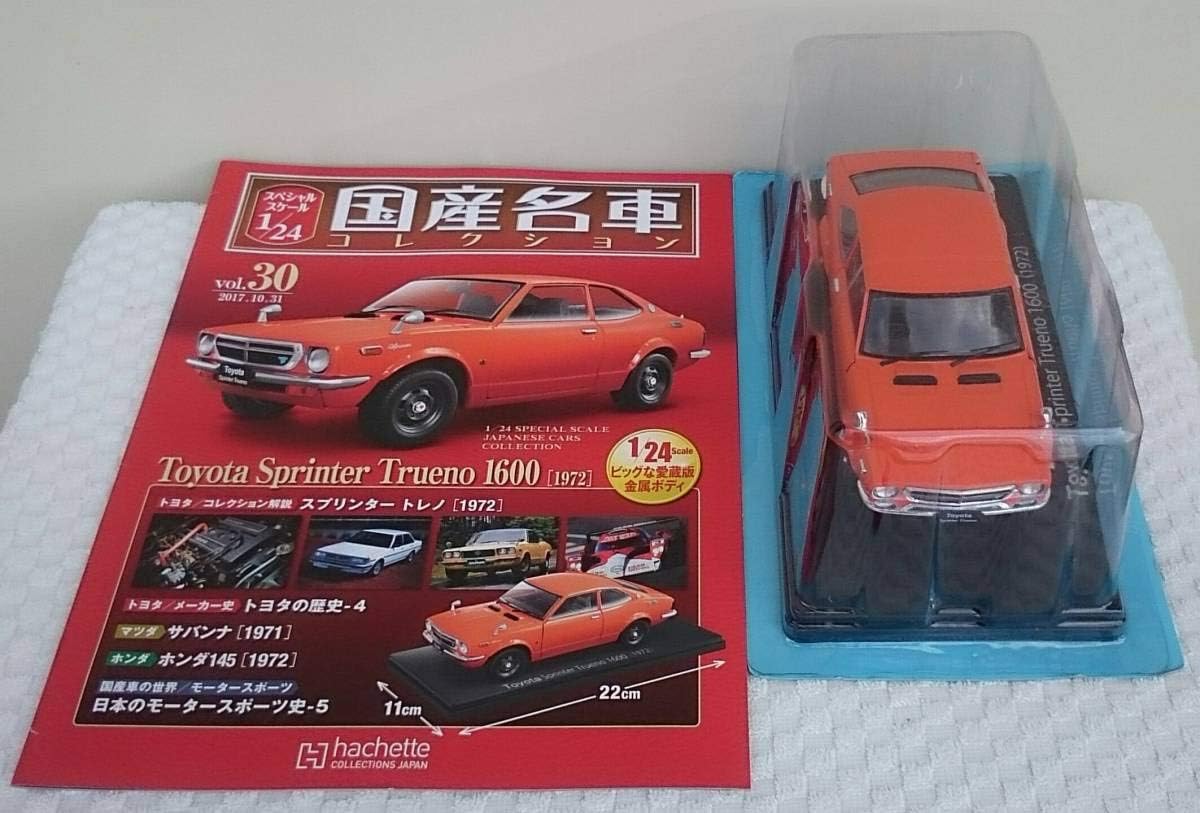 スペシャル
スケール
1/24
国産名車
コレクション
vol.30
2017.10.31
Toyota
Sprinter Trueno
1/24 SPECIAL SCALE
JAPANESE CARS
COLLECTION
1/24 Scale
ビッグな愛蔵版
金属ボディ
Toyota Sprinter Trueno 1600 [1972]
トヨタ/コレクション解説 スプリンター トレノ [1972]
トヨタ/メーカー史 トヨタの歴史-4
マツダ サバンナ [1971]
ホンダ ホンダ145 [1972]
国産車の世界/モータースポーツ
日本のモータースポーツ史-5
Toyota Sprinter Trueno 1600 (1972)
11cm
22cm
hachette
COLLECTIONS JAPAN
Toyota
Sprinter Trueno
Toyota Sprinter Trueno 1600 (1972)